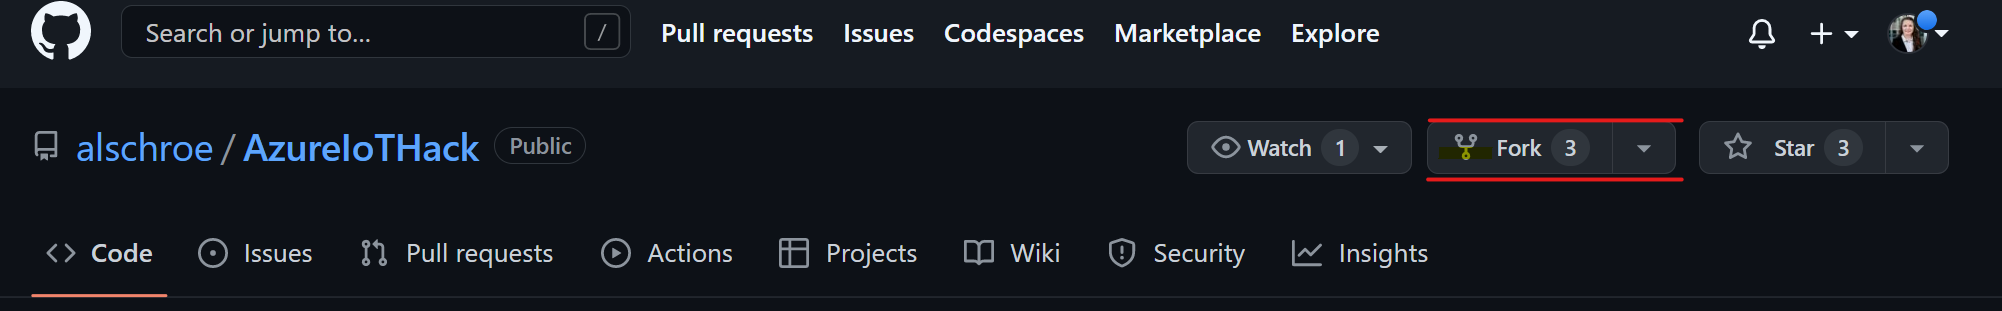 Search or jump to... / Pull requests Issues Codespaces Marketplace Explore
alschroe / AzureIoTHack Public Watch 1 Fork 3 Star 3
Code Issues Pull requests Actions Projects Wiki Security Insights